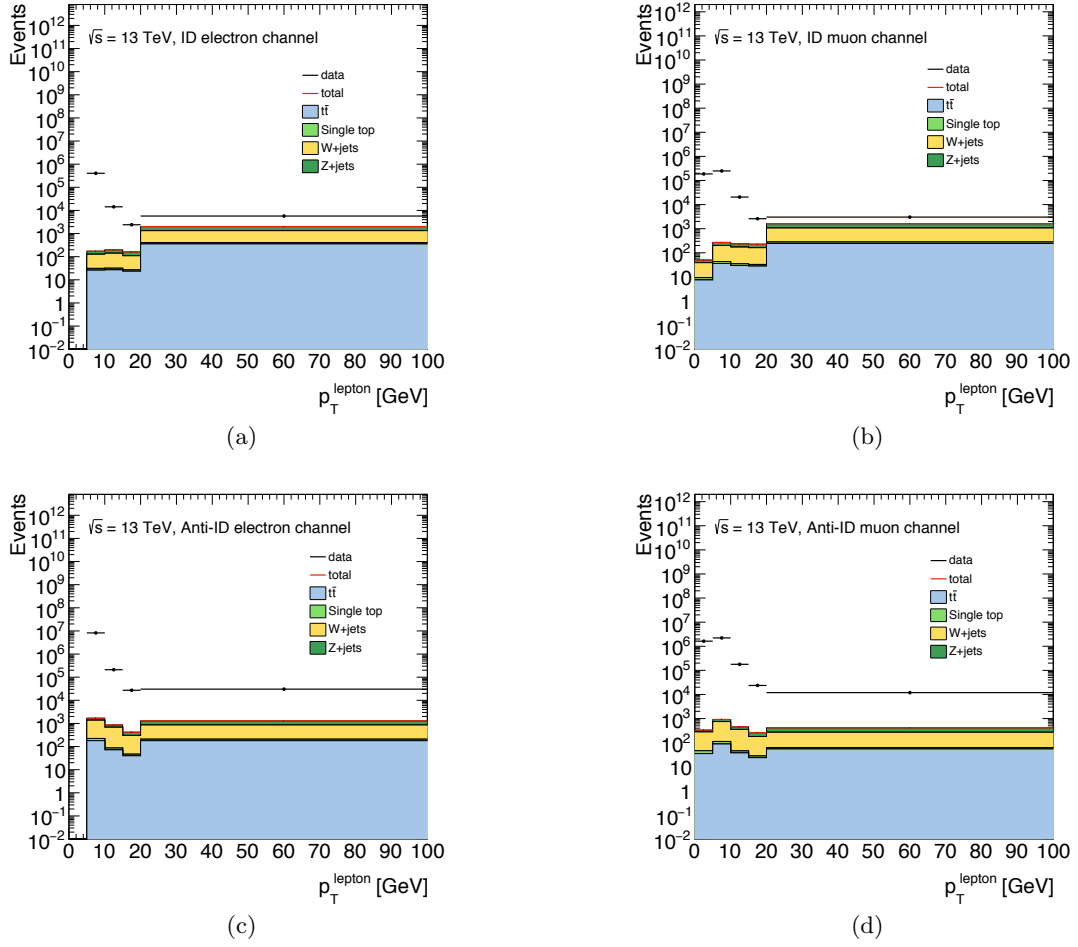 Events
10¹²
10¹¹
10¹⁰
10⁹
10⁸
10⁷
10⁶
10⁵
10⁴
10³
10²
10
1
10⁻¹
10⁻²
√s = 13 TeV, ID electron channel
data
total
tt̄
Single top
W+jets
Z+jets
0 10 20 30 40 50 60 70 80 90 100
p_T^lepton [GeV]
(a)
Events
10¹²
10¹¹
10¹⁰
10⁹
10⁸
10⁷
10⁶
10⁵
10⁴
10³
10²
10
1
10⁻¹
10⁻²
√s = 13 TeV, ID muon channel
data
total
tt̄
Single top
W+jets
Z+jets
0 10 20 30 40 50 60 70 80 90 100
p_T^lepton [GeV]
(b)
Events
10¹²
10¹¹
10¹⁰
10⁹
10⁸
10⁷
10⁶
10⁵
10⁴
10³
10²
10
1
10⁻¹
10⁻²
√s = 13 TeV, Anti-ID electron channel
data
total
tt̄
Single top
W+jets
Z+jets
0 10 20 30 40 50 60 70 80 90 100
p_T^lepton [GeV]
(c)
Events
10¹²
10¹¹
10¹⁰
10⁹
10⁸
10⁷
10⁶
10⁵
10⁴
10³
10²
10
1
10⁻¹
10⁻²
√s = 13 TeV, Anti-ID muon channel
data
total
tt̄
Single top
W+jets
Z+jets
0 10 20 30 40 50 60 70 80 90 100
p_T^lepton [GeV]
(d)